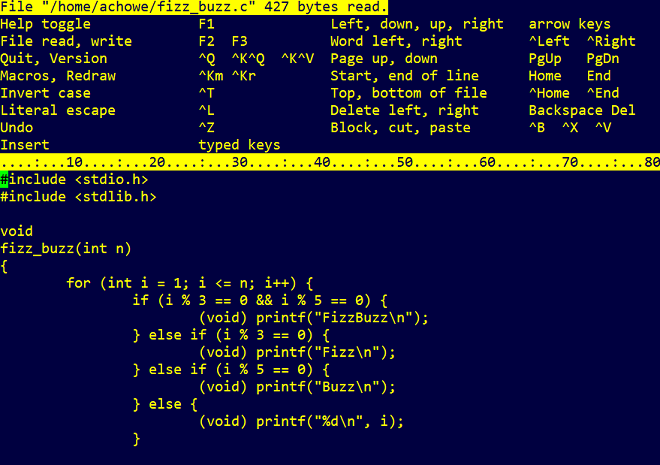 File "/home/achowe/fizz_buzz.c" 427 bytes read.
Help toggle F1 Left, down, up, right arrow keys
File read, write F2 F3 Word left, right ^Left ^Right
Quit, Version ^Q ^K^Q ^K^V Page up, down PgUp PgDn
Macros, Redraw ^Km ^Kr Start, end of line Home End
Invert case ^T Top, bottom of file ^Home ^End
Literal escape ^L Delete left, right Backspace Del
Undo ^Z Block, cut, paste ^B ^X ^V
Insert typed keys
....:...10....:...20....:...30....:...40....:...50....:...60....:...70....:...80
#include <stdio.h>
#include <stdlib.h>

void
fizz_buzz(int n)
{
        for (int i = 1; i <= n; i++) {
                if (i % 3 == 0 && i % 5 == 0) {
                        (void) printf("FizzBuzz\n");
                } else if (i % 3 == 0) {
                        (void) printf("Fizz\n");
                } else if (i % 5 == 0) {
                        (void) printf("Buzz\n");
                } else {
                        (void) printf("%d\n", i);
                }